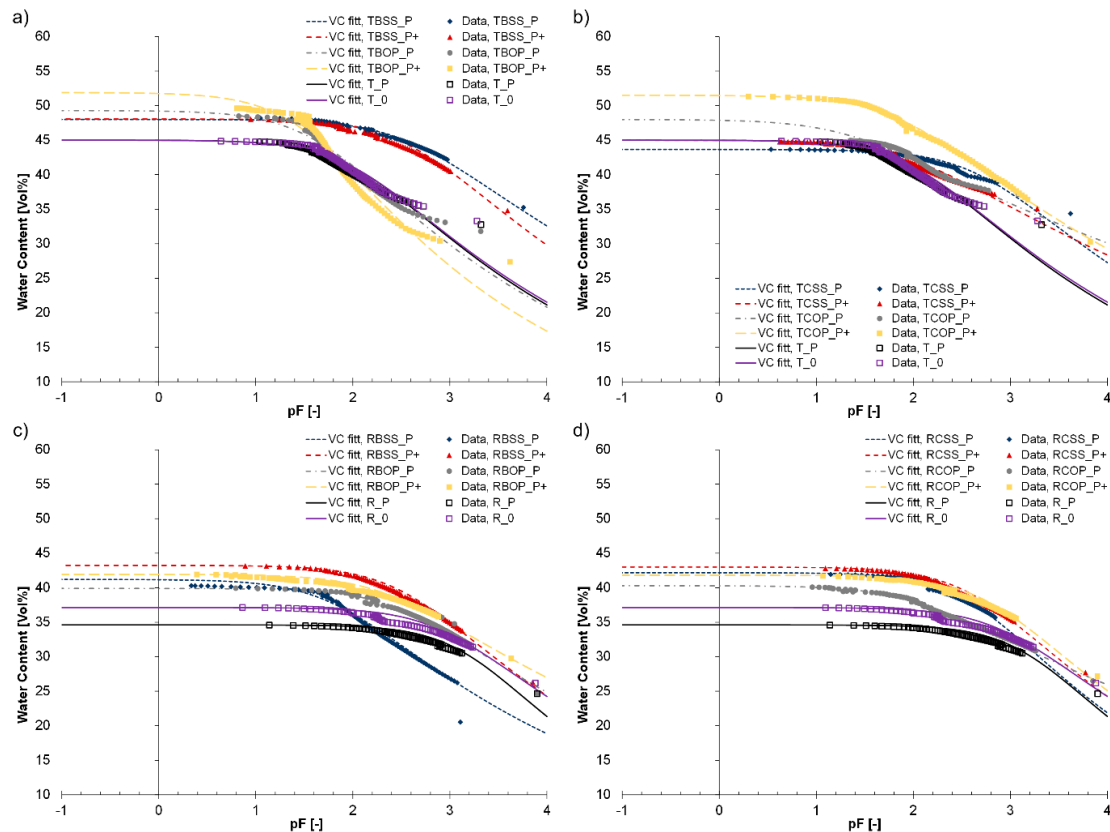 a)
VC fitt, TBSS_P Data, TBSS_P
VC fitt, TBSS_P+ Data, TBSS_P+
VC fitt, TBOP_P Data, TBOP_P
VC fitt, TBOP_P+ Data, TBOP_P+
VC fitt, T_P Data, T_P
VC fitt, T_0 Data, T_0
60
55
50
45
40
35
30
25
20
15
10
Water Content [Vol%]
-1 0 1 2 3 4
pF [-]
b)
60
55
50
45
40
35
30
25
20
15
10
Water Content [Vol%]
VC fitt, TCSS_P Data, TCSS_P
VC fitt, TCSS_P+ Data, TCSS_P+
VC fitt, TCOP_P Data, TCOP_P
VC fitt, TCOP_P+ Data, TCOP_P+
VC fitt, T_P Data, T_P
VC fitt, T_0 Data, T_0
-1 0 1 2 3 4
pF [-]
c)
VC fitt, RBSS_P Data, RBSS_P
VC fitt, RBSS_P+ Data, RBSS_P+
VC fitt, RBOP_P Data, RBOP_P
VC fitt, RBOP_P+ Data, RBOP_P+
VC fitt, R_P Data, R_P
VC fitt, R_0 Data, R_0
60
55
50
45
40
35
30
25
20
15
10
Water Content [Vol%]
-1 0 1 2 3 4
pF [-]
d)
VC fitt, RCSS_P Data, RCSS_P
VC fitt, RCSS_P+ Data, RCSS_P+
VC fitt, RCOP_P Data, RCOP_P
VC fitt, RCOP_P+ Data, RCOP_P+
VC fitt, R_P Data, R_P
VC fitt, R_0 Data, R_0
60
55
50
45
40
35
30
25
20
15
10
Water Content [Vol%]
-1 0 1 2 3 4
pF [-]